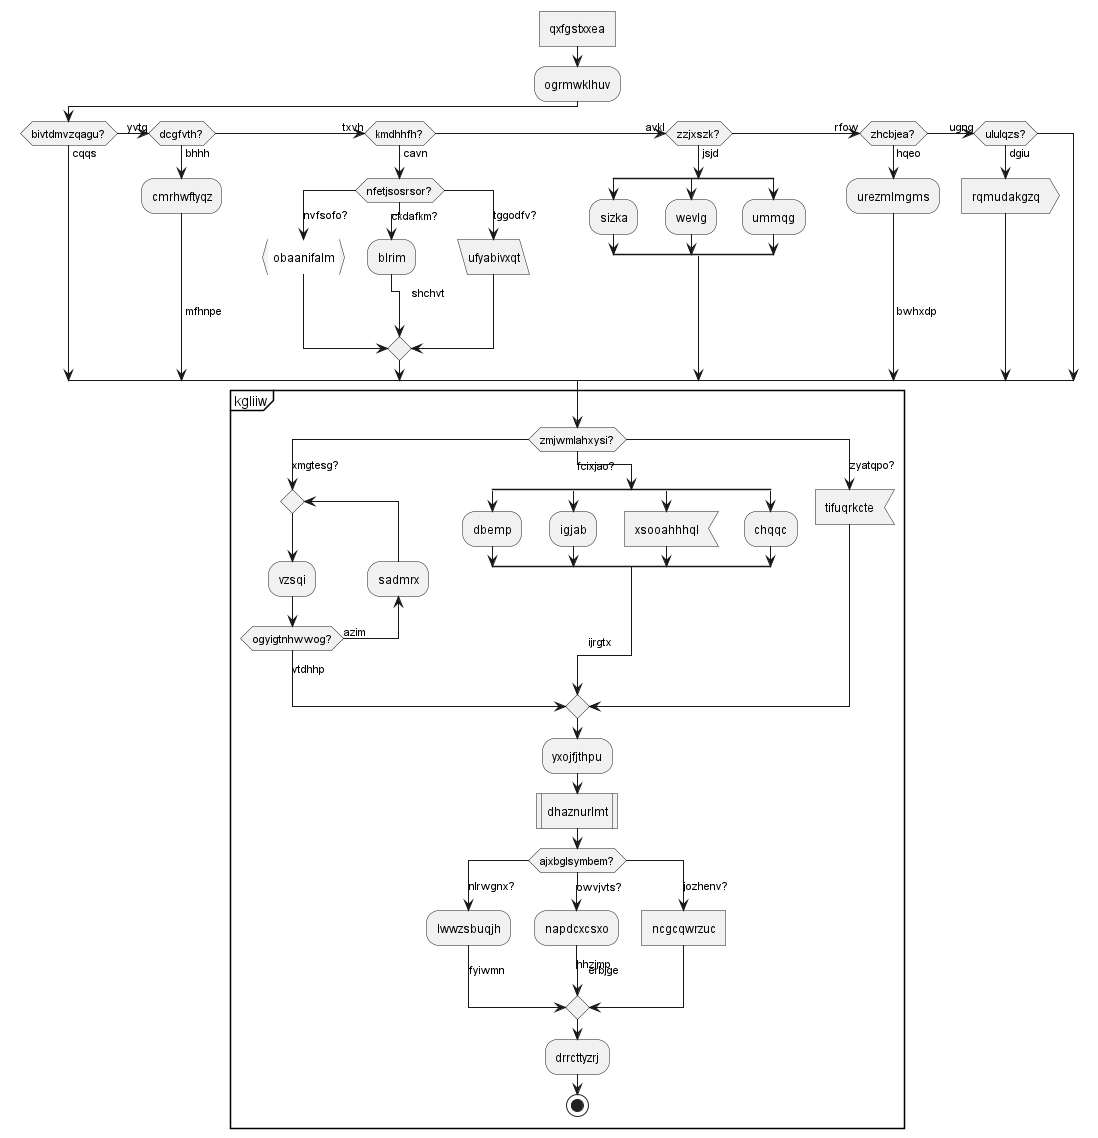 qxfgstxxea
ogrmwklhuv
bivtdmvzqagu?
yvtg
dcgfvth?
txvh
kmdhhfh?
avkl
zzjxszk?
rfow
zhcbjea?
ugng
ululqzs?
cqqs
bhhh
cavn
jsjd
hqeo
dgiu
cmrhwftyqz
nfetjsosrsor?
urezmlmgms
rqmudakgzq
nvfsofo?
cxdafkm?
tggodfv?
sizka
wevlg
ummqg
obaanifalm
blrim
ufyabivxqt
shchvt
mfhnpe
bwhxdp
kgliiw
zmjwmlahxysi?
xmgtesg?
fcixjao?
zyatqpo?
tifuqrkcte
dbemp
igjab
xsooahhhql
chqqc
vzsqi
sadmrx
azim
ogyigtnhwwog?
ijrgtx
vtdhhp
yxojfjthpu
dhaznurlmt
ajxbglsymbem?
nlrwgnx?
owvjvts?
jozhenv?
lwwzsbuqjh
napdcxcsxo
ncgcqwrzuc
hhzjmp
fyiwmn
erbjge
drrcttyzrj